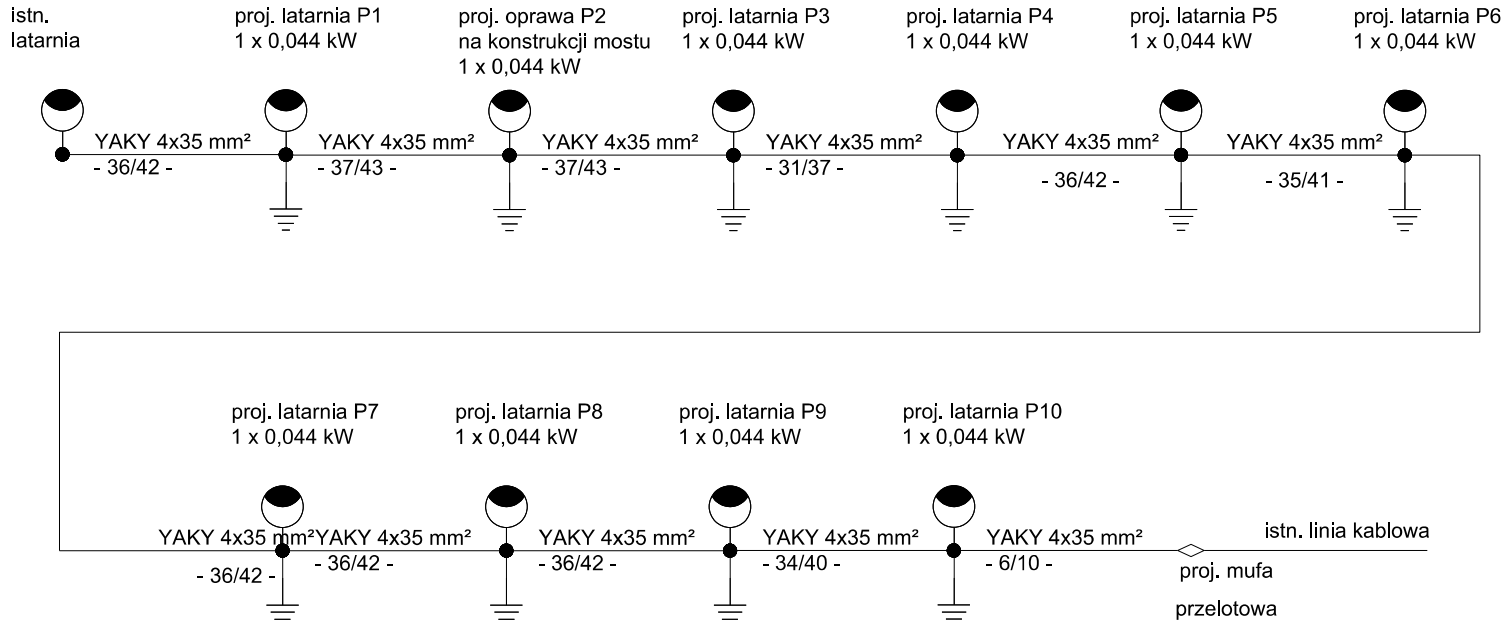 istn.
latarnia
proj. latarnia P1
1 x 0,044 kW
proj. oprawa P2
na konstrukcji mostu
1 x 0,044 kW
proj. latarnia P3
1 x 0,044 kW
proj. latarnia P4
1 x 0,044 kW
proj. latarnia P5
1 x 0,044 kW
proj. latarnia P6
1 x 0,044 kW
YAKY 4x35 mm²
- 36/42 -
YAKY 4x35 mm²
- 37/43 -
YAKY 4x35 mm²
- 37/43 -
YAKY 4x35 mm²
- 31/37 -
YAKY 4x35 mm²
- 36/42 -
YAKY 4x35 mm²
- 35/41 -
proj. latarnia P7
1 x 0,044 kW
proj. latarnia P8
1 x 0,044 kW
proj. latarnia P9
1 x 0,044 kW
proj. latarnia P10
1 x 0,044 kW
YAKY 4x35 mm²
- 36/42 -
YAKY 4x35 mm²
- 36/42 -
YAKY 4x35 mm²
- 36/42 -
YAKY 4x35 mm²
- 34/40 -
YAKY 4x35 mm²
- 6/10 -
istn. linia kablowa
proj. mufa
przelotowa